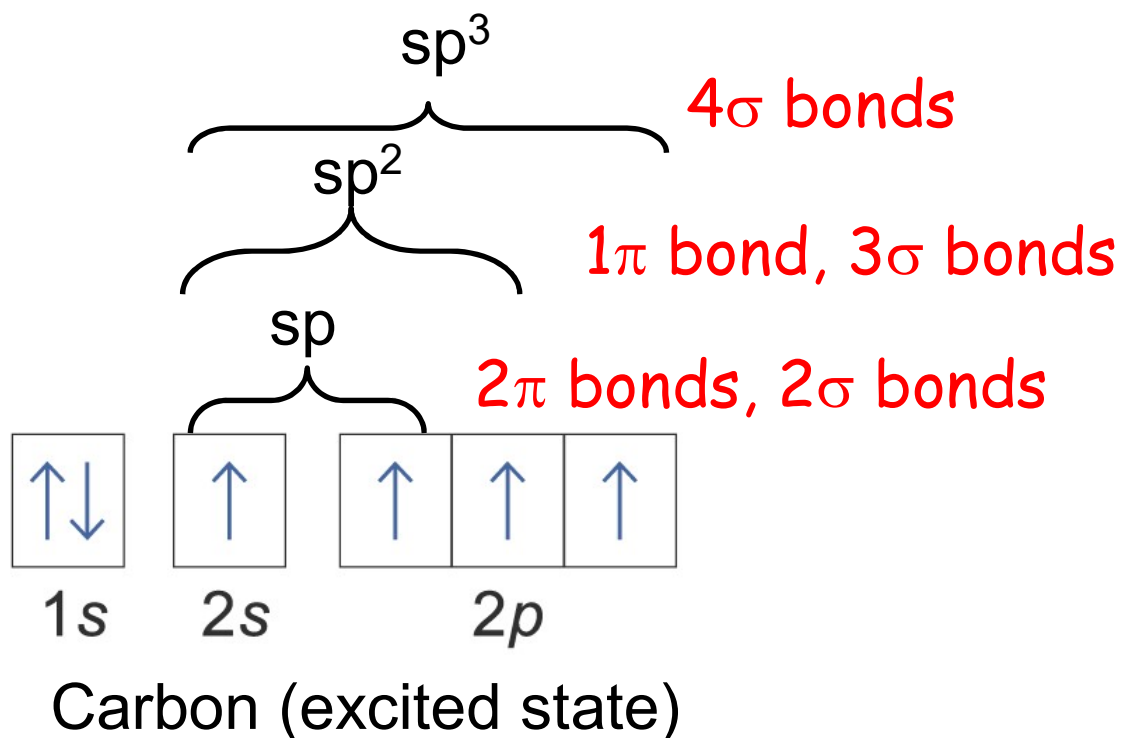 sp³
4σ bonds
sp²
1π bond, 3σ bonds
sp
2π bonds, 2σ bonds
↑↓ ↑ ↑ ↑ ↑
1s 2s 2p
Carbon (excited state)